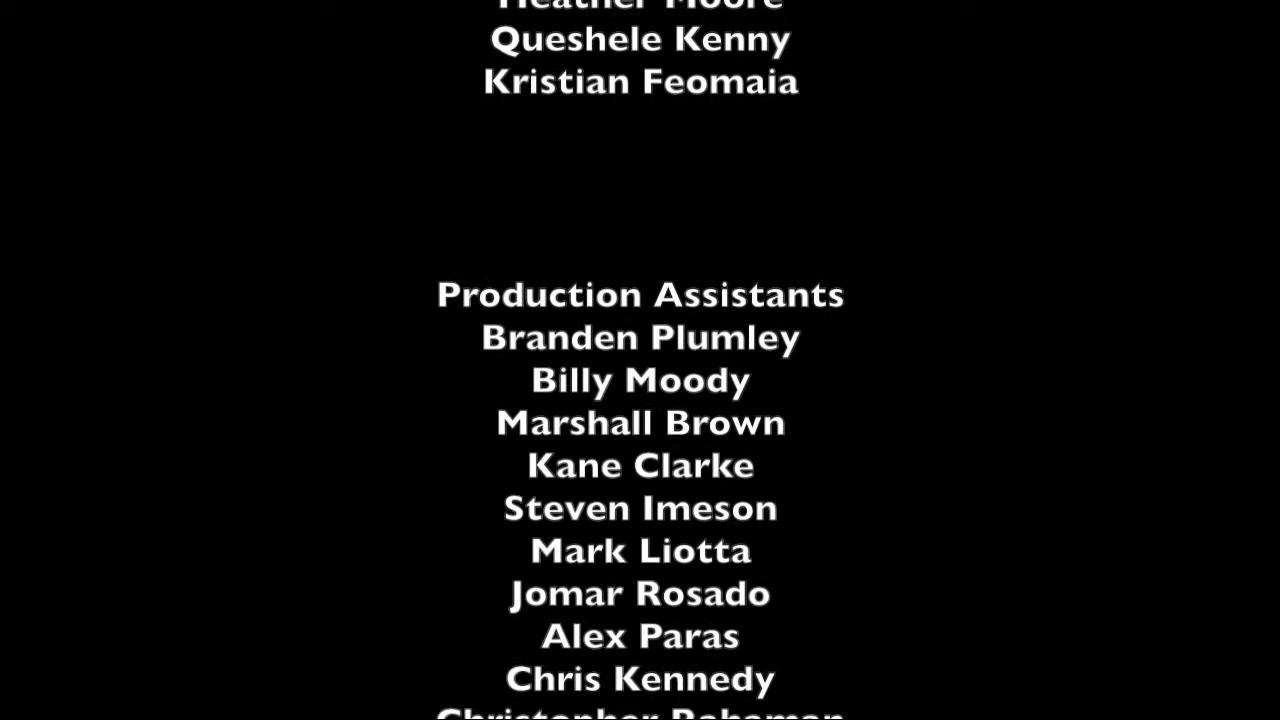 Heather Moore
Queshele Kenny
Kristian Feomaia
Production Assistants
Branden Plumley
Billy Moody
Marshall Brown
Kane Clarke
Steven Imeson
Mark Liotta
Jomar Rosado
Alex Paras
Chris Kennedy
Christopher